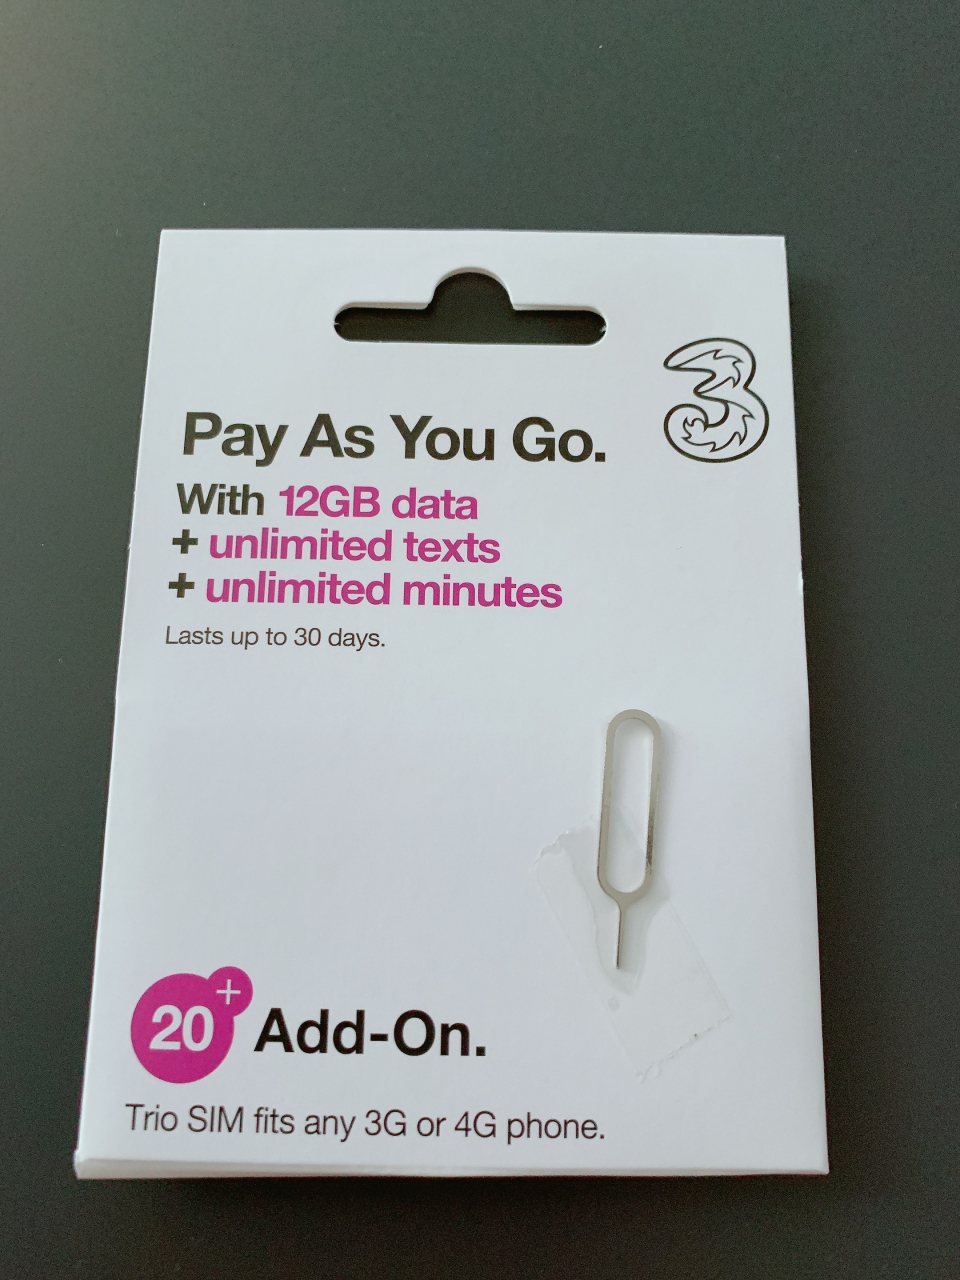 3
Pay As You Go.
With 12GB data
+ unlimited texts
+ unlimited minutes
Lasts up to 30 days.
20+ Add-On.
Trio SIM fits any 3G or 4G phone.